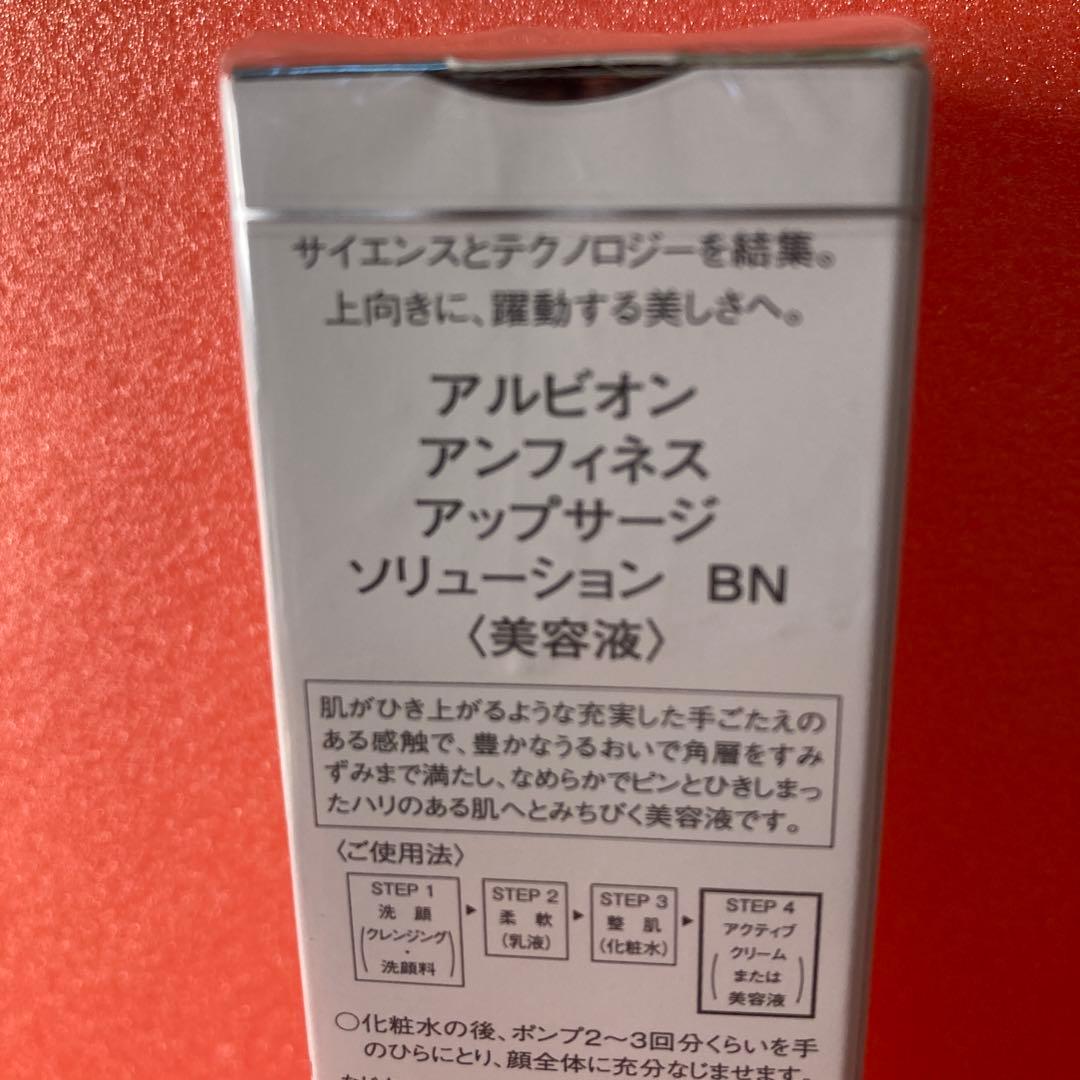 サイエンスとテクノロジーを結集。
上向きに、躍動する美しさへ。
アルビオン
アンフィネス
アップサージ
ソリューション BN
〈美容液〉
肌がひき上がるような充実した手ごたえの
ある感触で、豊かなうるおいで角層をすみ
ずみまで満たし、なめらかでピンとひきしまっ
たハリのある肌へとみちびく美容液です。
〈ご使用法〉
STEP 1
洗顔
(クレンジング
・
洗顔料)
▶
STEP 2
柔軟
(乳液)
▶
STEP 3
整肌
(化粧水)
▶
STEP 4
アクティブ
(クリーム
または
美容液)
○化粧水の後、ポンプ2〜3回分くらいを手
のひらにとり、顔全体に充分なじませます。